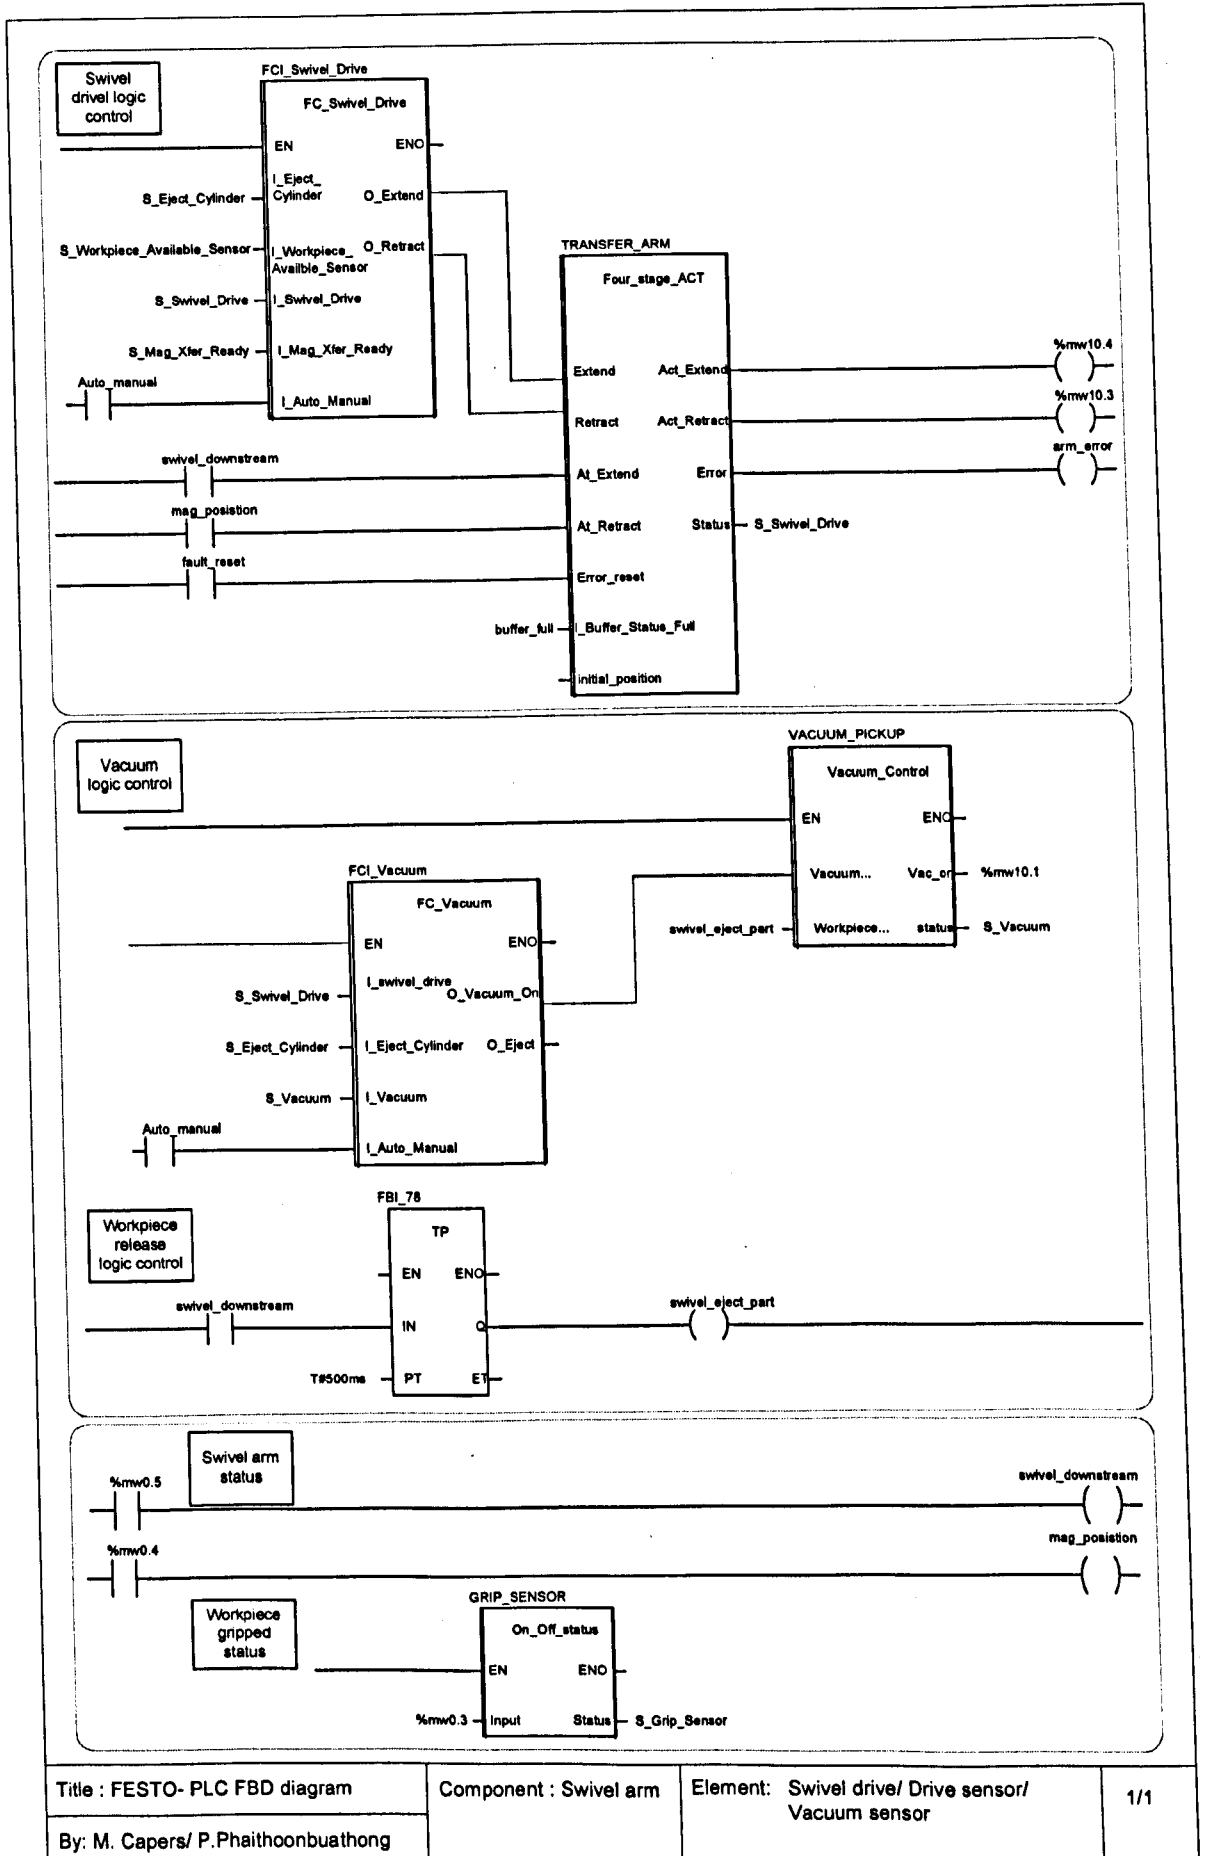 Swivel
drivel logic
control
FCI_Swivel_Drive
FC_Swivel_Drive
EN ENO
S_Eject_Cylinder
I_Eject_
Cylinder
O_Extend
S_Workpiece_Available_Sensor
I_Workpiece_
Availble_Sensor
O_Retract
S_Swivel_Drive
I_Swivel_Drive
S_Mag_Xfer_Ready
I_Mag_Xfer_Ready
Auto_manual
I_Auto_Manual
TRANSFER_ARM
Four_stage_ACT
Extend Act_Extend
%mw10.4
Retract Act_Retract
%mw10.3
swivel_downstream
At_Extend Error
arm_error
mag_posistion
At_Retract Status S_Swivel_Drive
fault_reset
Error_reset
buffer_full I_Buffer_Status_Full
initial_position
Vacuum
logic control
VACUUM_PICKUP
Vacuum_Control
EN ENO
Vacuum... Vac_on %mw10.1
swivel_eject_part Workpiece... status S_Vacuum
FCI_Vacuum
FC_Vacuum
EN ENO
S_Swivel_Drive
I_swivel_drive
O_Vacuum_On
S_Eject_Cylinder I_Eject_Cylinder O_Eject
S_Vacuum I_Vacuum
Auto_manual
I_Auto_Manual
Workpiece
release
logic control
FBI_78
TP
EN ENO
swivel_downstream
IN Q
swivel_eject_part
T#500ms PT ET
Swivel arm
status
%mw0.5
swivel_downstream
%mw0.4
mag_posistion
Workpiece
gripped
status
GRIP_SENSOR
On_Off_status
EN ENO
%mw0.3 Input Status S_Grip_Sensor
Title : FESTO- PLC FBD diagram
By: M. Capers/ P.Phaithoonbuathong
Component : Swivel arm
Element: Swivel drive/ Drive sensor/
Vacuum sensor
1/1